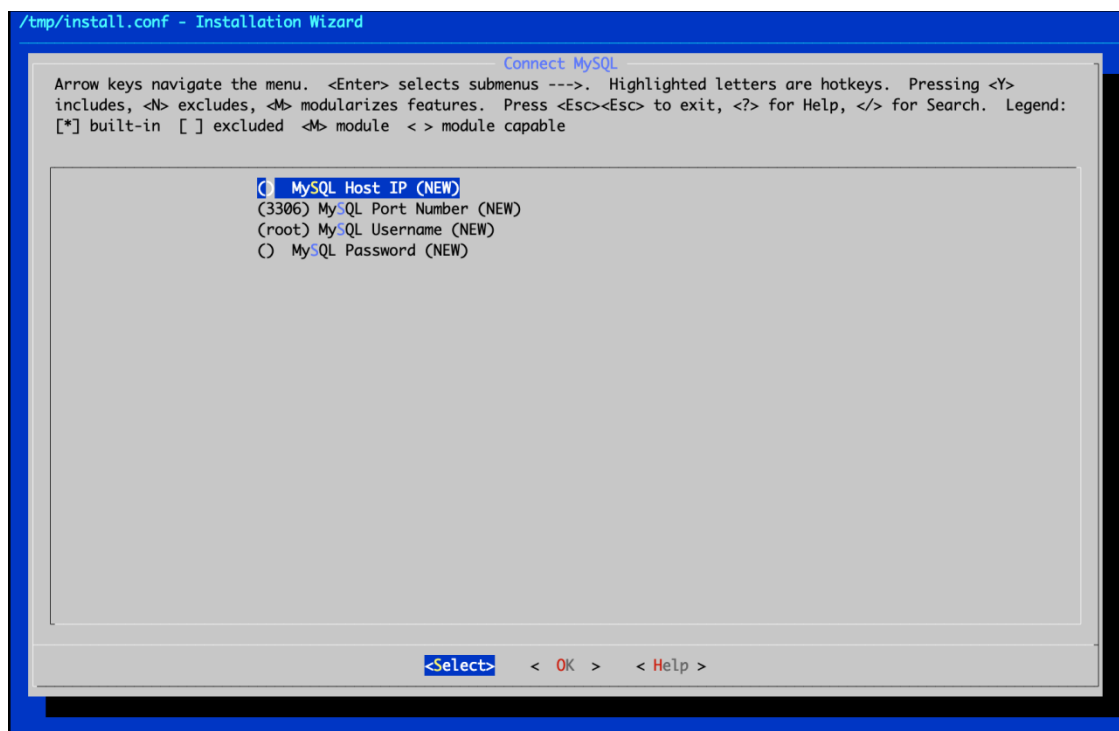 /tmp/install.conf - Installation Wizard
Connect MySQL
Arrow keys navigate the menu.  <Enter> selects submenus --->.  Highlighted letters are hotkeys.  Pressing <Y>
includes, <N> excludes, <M> modularizes features.  Press <Esc><Esc> to exit, <?> for Help, </> for Search.  Legend:
[*] built-in  [ ] excluded  <M> module  < > module capable
()  MySQL Host IP (NEW)
(3306) MySQL Port Number (NEW)
(root) MySQL Username (NEW)
()  MySQL Password (NEW)
<Select>    <  OK  >    < Help >